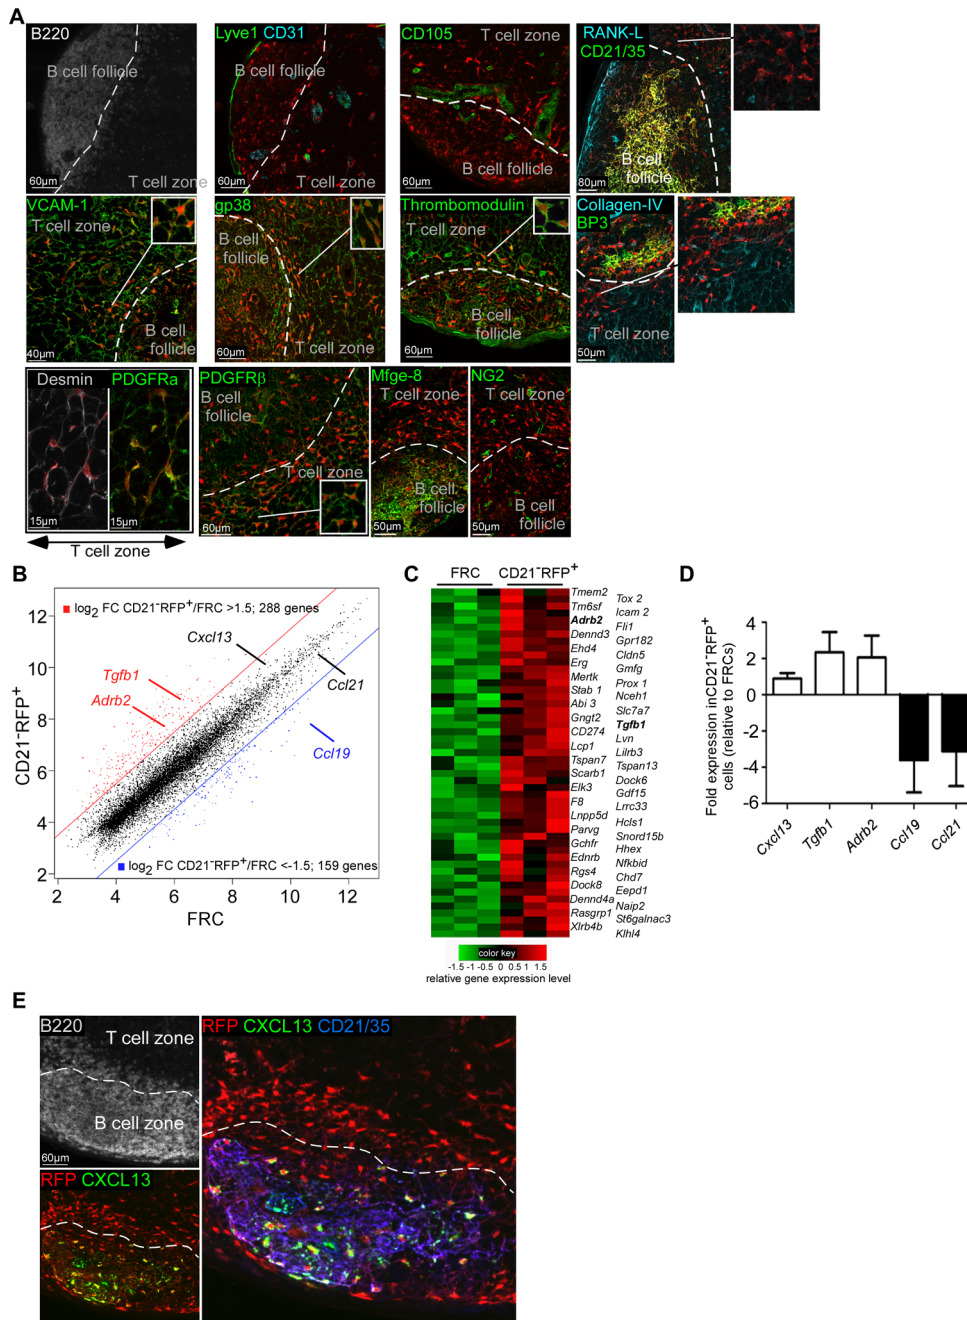 A
B220
B cell follicle
T cell zone
60µm
Lyve1 CD31
B cell follicle
T cell zone
60µm
CD105
T cell zone
B cell follicle
60µm
RANK-L
CD21/35
B cell
follicle
80µm
VCAM-1
T cell zone
B cell
follicle
40µm
gp38
B cell
follicle
T cell zone
60µm
Thrombomodulin
T cell zone
B cell
follicle
60µm
Collagen-IV
BP3
T cell zone
50µm
Desmin
15µm
PDGFRa
15µm
T cell zone
PDGFRβ
B cell
follicle
T cell zone
60µm
Mfge-8
T cell zone
B cell
follicle
50µm
NG2
T cell zone
B cell
follicle
50µm
B
log2 FC CD21-RFP+/FRC >1.5; 288 genes
Cxcl13
Tgfb1
Adrb2
Ccl21
Ccl19
log2 FC CD21-RFP+/FRC <-1.5; 159 genes
CD21-RFP+
12
10
8
6
4
2
2 4 6 8 10 12
FRC
C
FRC CD21-RFP+
Tmem2
Tox 2
Tm6sf
Icam 2
Adrb2
Fli1
Dennd3
Gpr182
Ehd4
Cldn5
Erg
Gmfg
Mertk
Prox 1
Stab 1
Nceh1
Abi 3
Slc7a7
Gngt2
Tgfb1
CD274
Lvn
Lcp1
Lilrb3
Tspan7
Tspan13
Scarb1
Dock6
Elk3
Gdf15
F8
Lrrc33
Lnpp5d
Hcls1
Parvg
Snord15b
Gchfr
Hhex
Ednrb
Nfkbid
Rgs4
Chd7
Dock8
Eepd1
Dennd4a
Naip2
Rasgrp1
St6galnac3
Xlrb4b
Klhl4
color key
-1.5 -0.5 0 0.5 1.5
relative gene expression level
D
Fold expression inCD21-RFP+
cells (relative to FRCs)
4
2
0
-2
-4
-6
Cxcl13
Tgfb1
Adrb2
Ccl19
Ccl21
E
B220
T cell zone
B cell zone
60µm
RFP CXCL13
RFP CXCL13 CD21/35